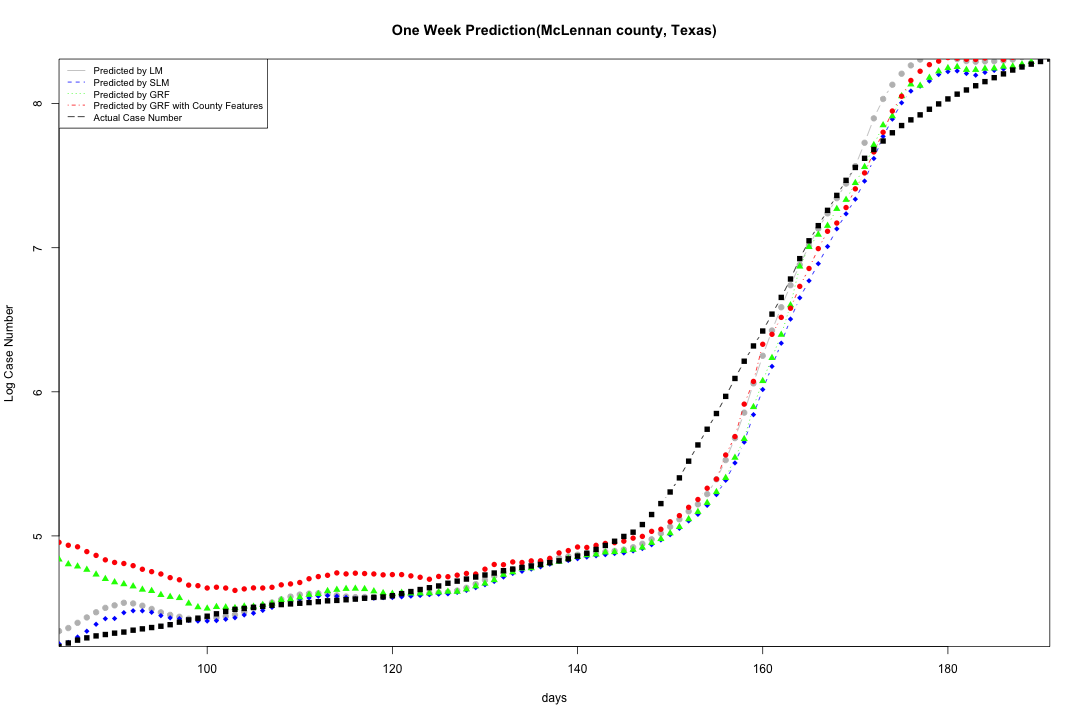 One Week Prediction(McLennan county, Texas)
Predicted by LM
Predicted by SLM
Predicted by GRF
Predicted by GRF with County Features
Actual Case Number
8
7
6
5
Log Case Number
100
120
140
160
180
days